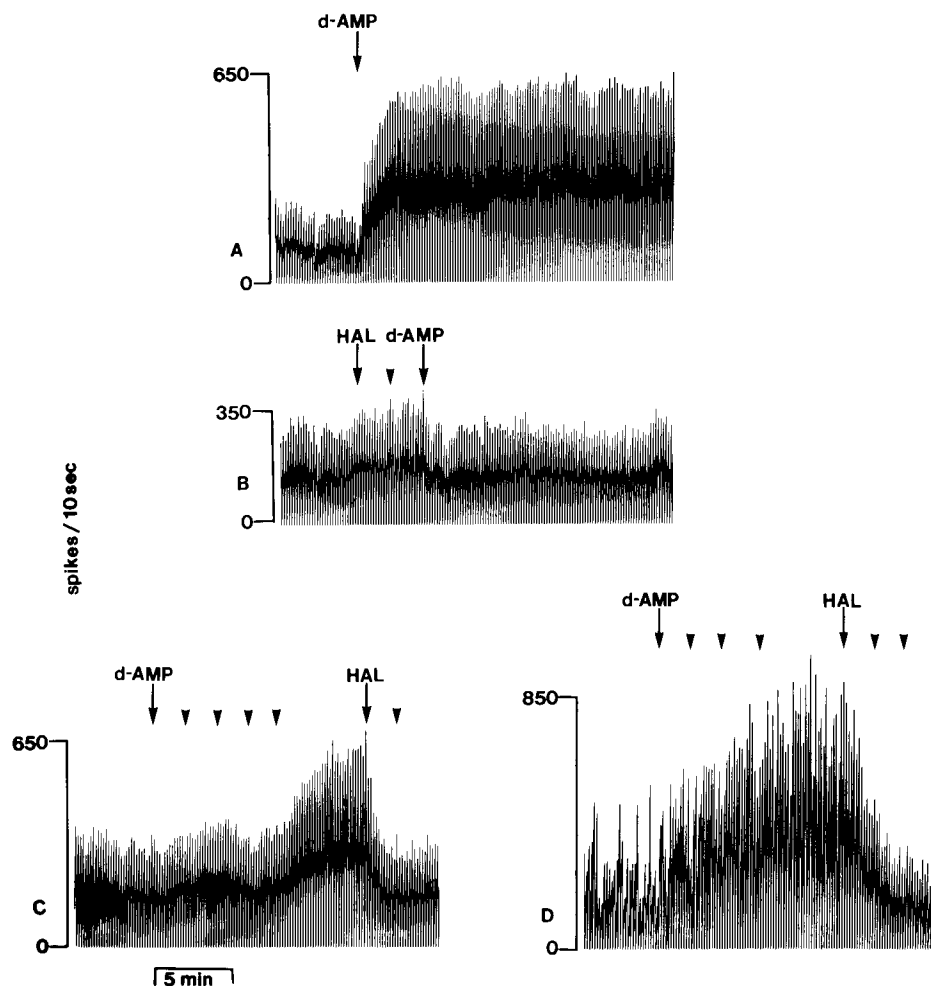 d-AMP
650
A
0
HAL d-AMP
350
B
0
spikes / 10 sec
d-AMP HAL
650
C
0
5 min
d-AMP HAL
850
D
0